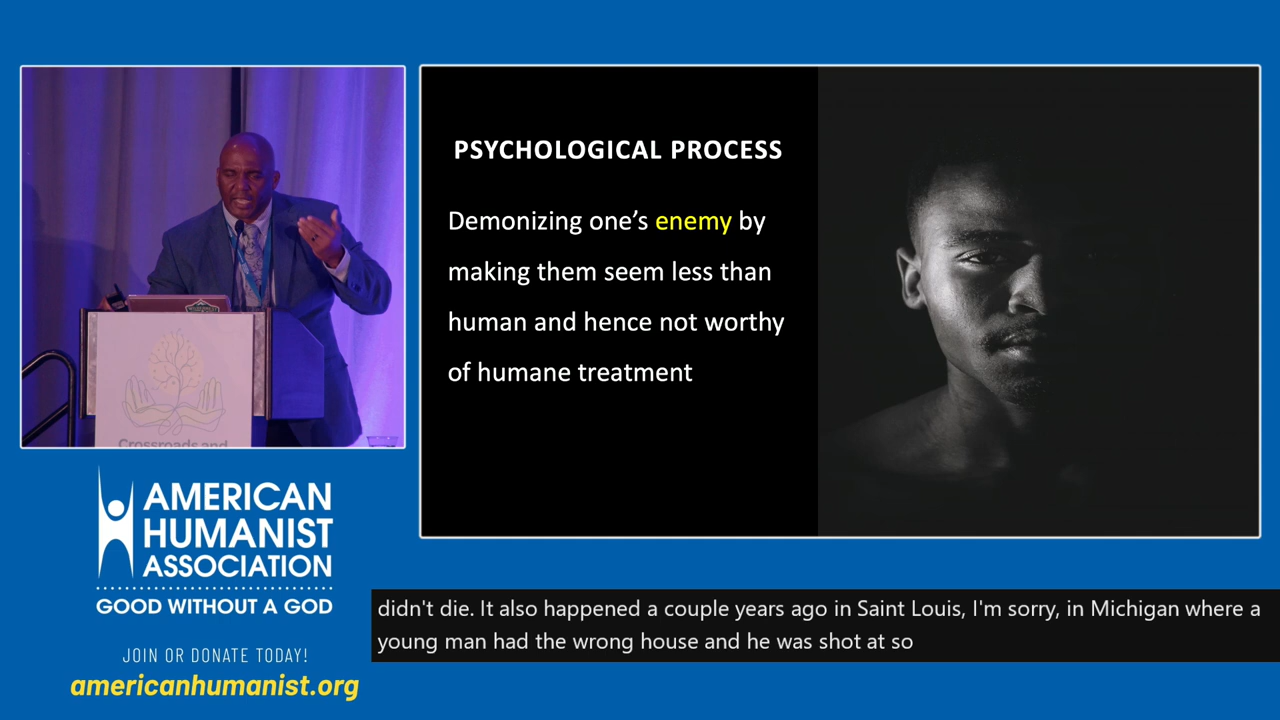 PSYCHOLOGICAL PROCESS
Demonizing one's enemy by
making them seem less than
human and hence not worthy
of humane treatment
Crossroads and
AMERICAN
HUMANIST
ASSOCIATION
GOOD WITHOUT A GOD
JOIN OR DONATE TODAY!
americanhumanist.org
didn't die. It also happened a couple years ago in Saint Louis, I'm sorry, in Michigan where a
young man had the wrong house and he was shot at so